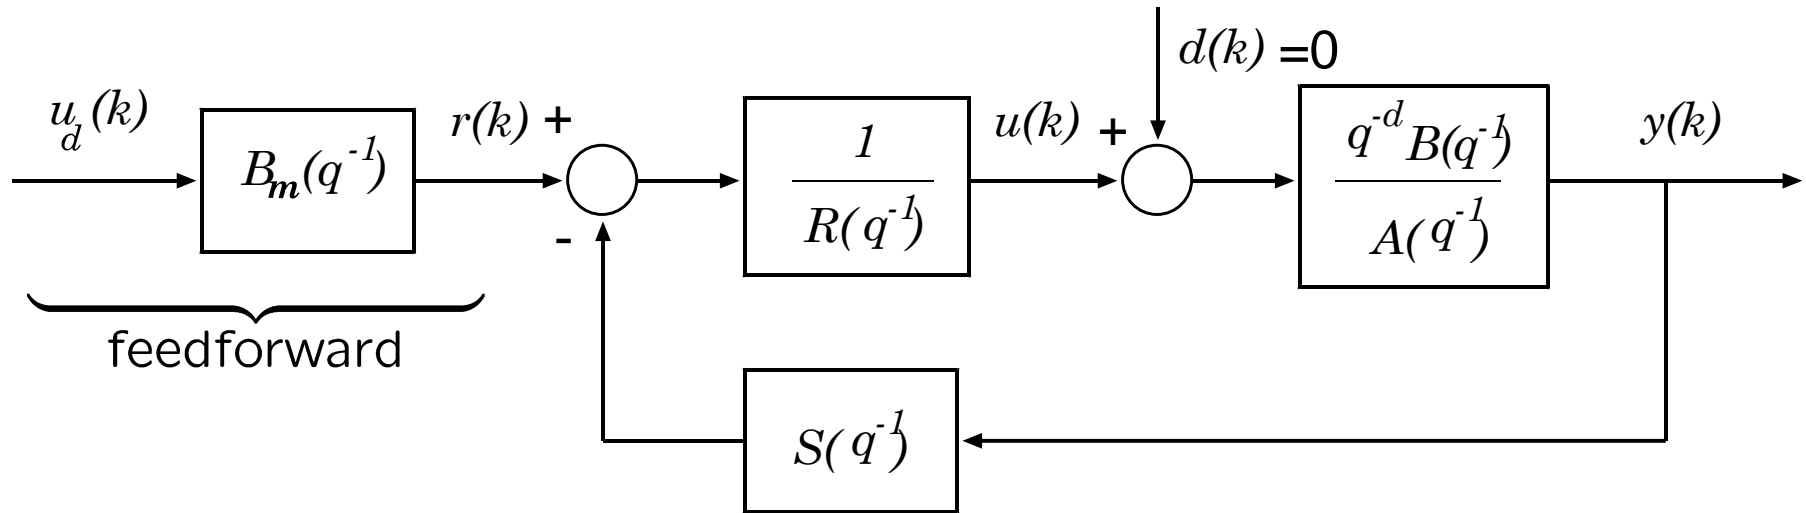 d(k) =0
u_d(k)
B_m(q^{-1})
r(k) +
-
1
R(q^{-1})
u(k) +
q^{-d} B(q^{-1})
A(q^{-1})
y(k)
feedforward
S(q^{-1})